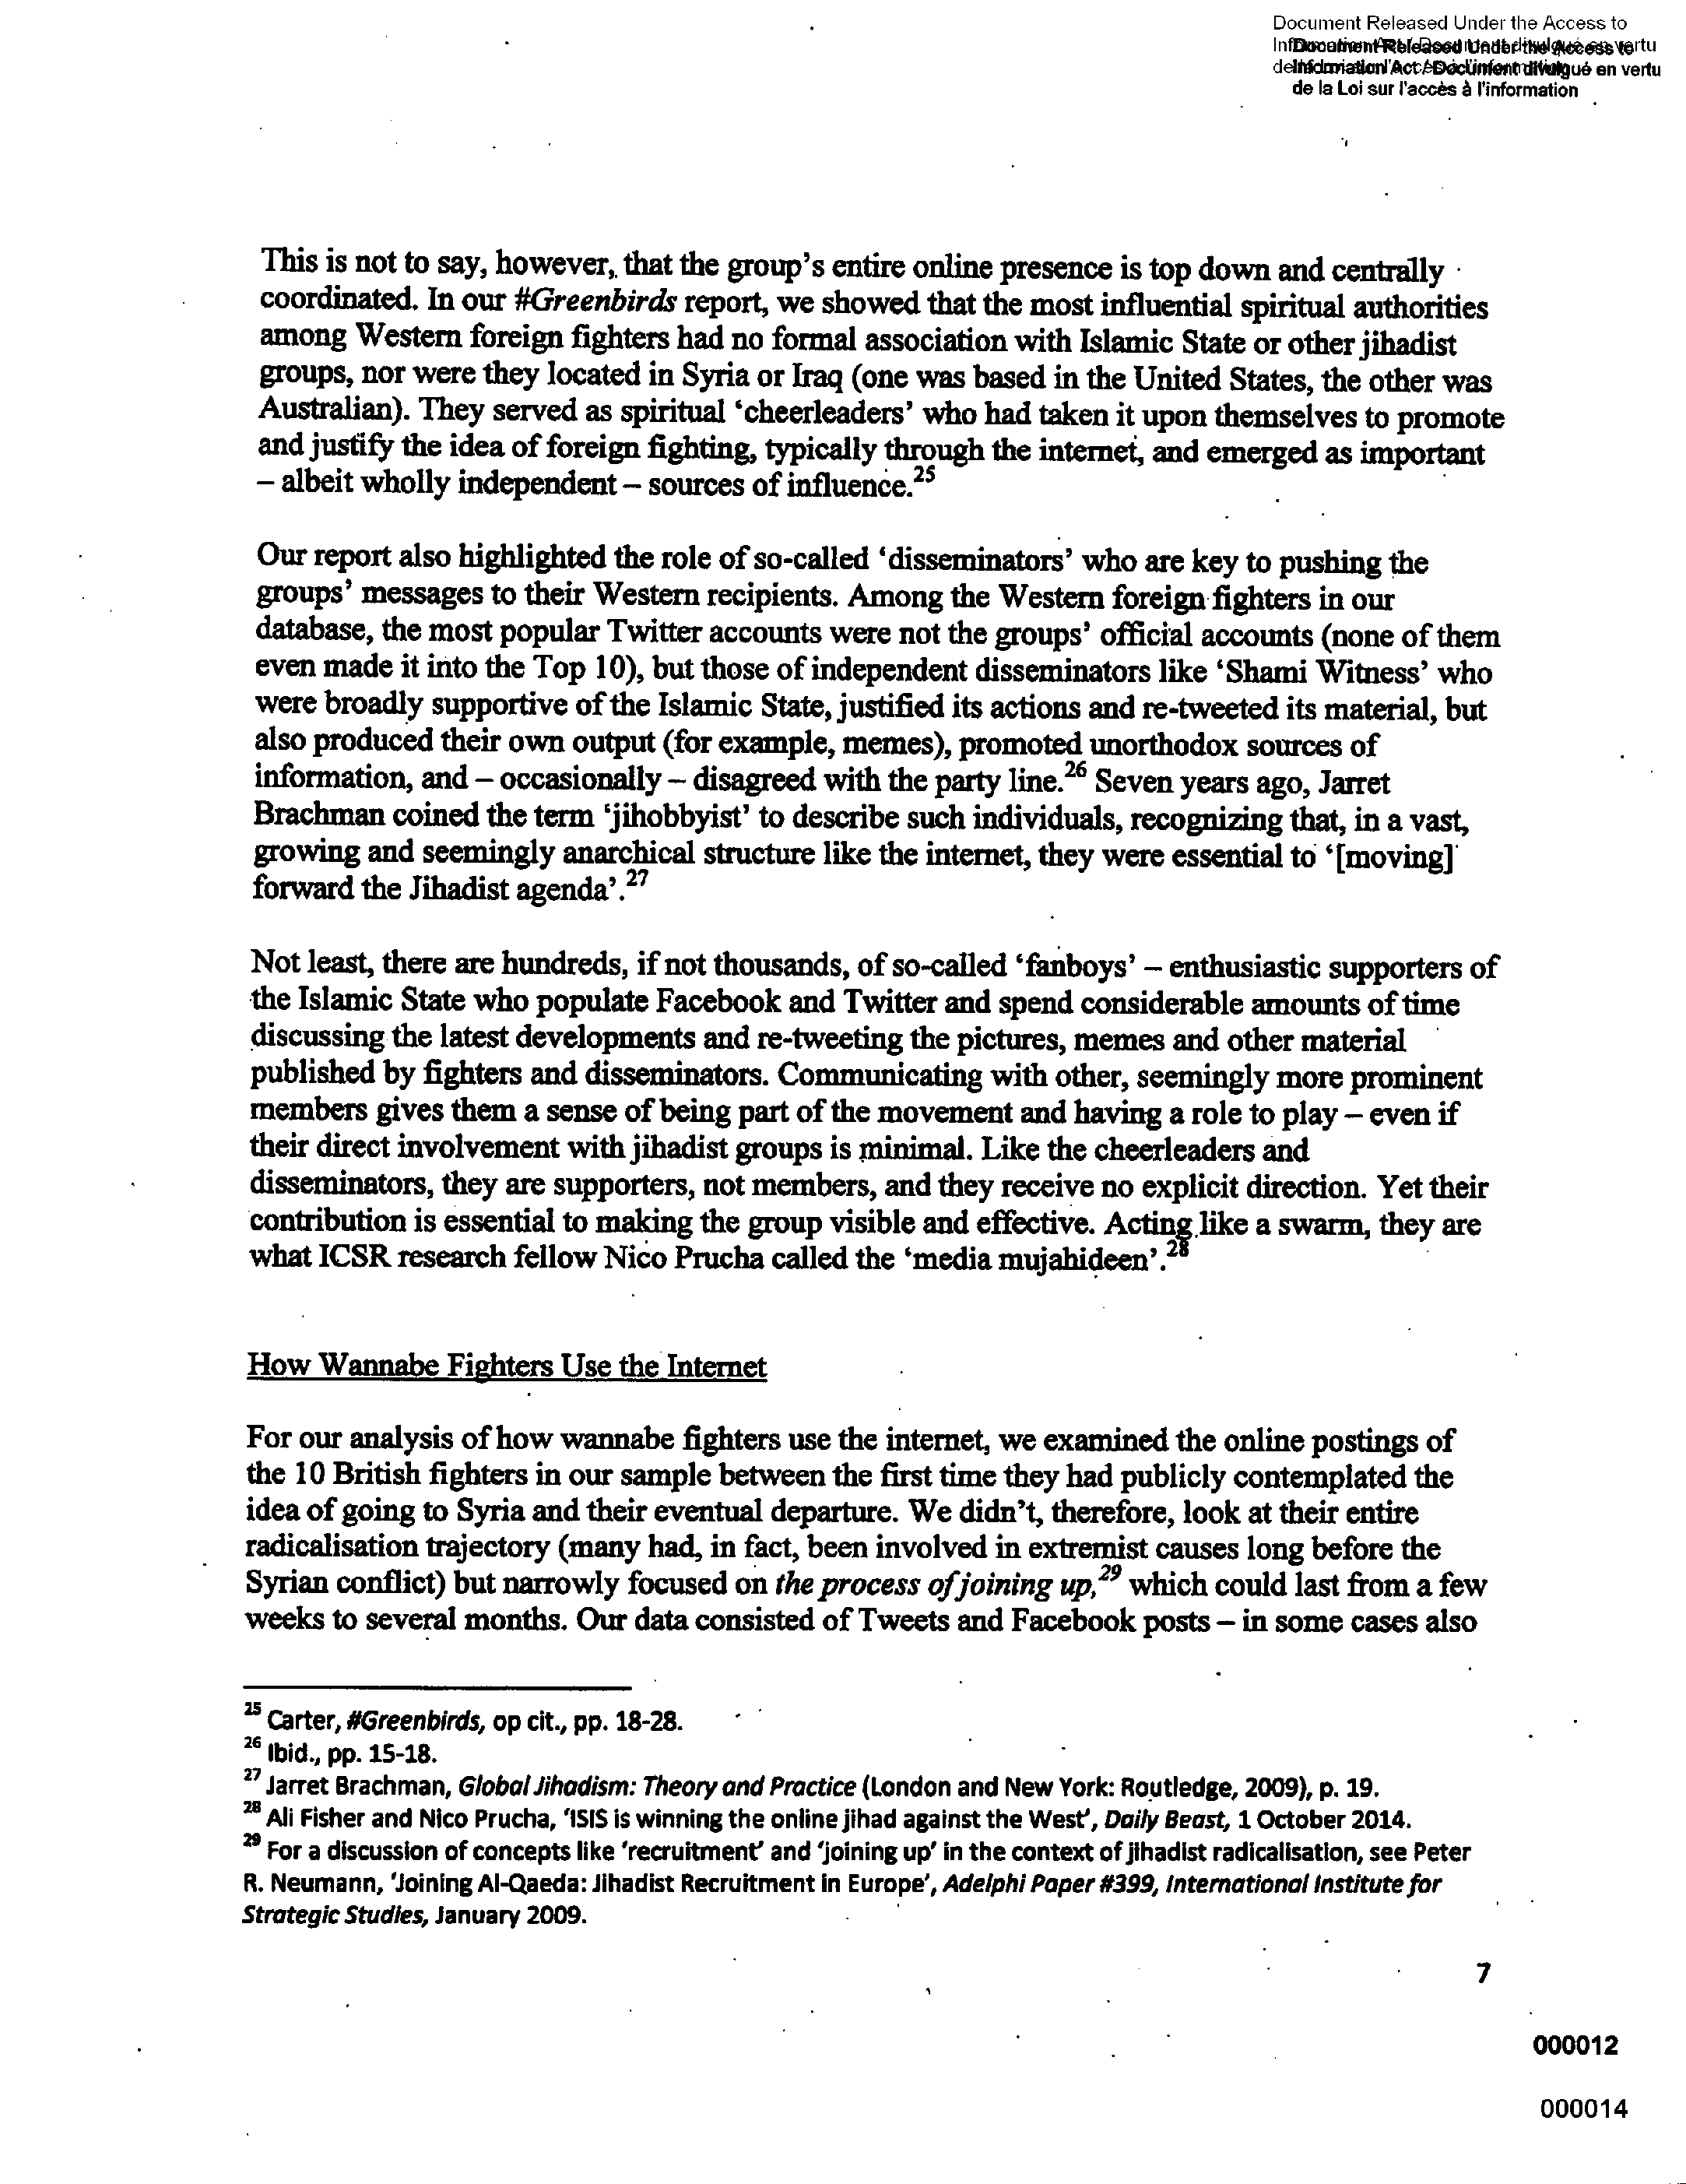 Document Released Under the Access to
Information Act / Document divulgué en vertu
de la Loi sur l'accès à l'information
Document Released Under the Access to
Information Act / Document divulgué en vertu
de la Loi sur l'accès à l'information
This is not to say, however, that the group's entire online presence is top down and centrally
coordinated. In our #Greenbirds report, we showed that the most influential spiritual authorities
among Western foreign fighters had no formal association with Islamic State or other jihadist
groups, nor were they located in Syria or Iraq (one was based in the United States, the other was
Australian). They served as spiritual ‘cheerleaders’ who had taken it upon themselves to promote
and justify the idea of foreign fighting, typically through the internet, and emerged as important
– albeit wholly independent – sources of influence.25
Our report also highlighted the role of so-called ‘disseminators’ who are key to pushing the
groups’ messages to their Western recipients. Among the Western foreign fighters in our
database, the most popular Twitter accounts were not the groups’ official accounts (none of them
even made it into the Top 10), but those of independent disseminators like ‘Shami Witness’ who
were broadly supportive of the Islamic State, justified its actions and re-tweeted its material, but
also produced their own output (for example, memes), promoted unorthodox sources of
information, and – occasionally – disagreed with the party line.26 Seven years ago, Jarret
Brachman coined the term ‘jihobbyist’ to describe such individuals, recognizing that, in a vast,
growing and seemingly anarchical structure like the internet, they were essential to ‘[moving]
forward the Jihadist agenda’.27
Not least, there are hundreds, if not thousands, of so-called ‘fanboys’ – enthusiastic supporters of
the Islamic State who populate Facebook and Twitter and spend considerable amounts of time
discussing the latest developments and re-tweeting the pictures, memes and other material
published by fighters and disseminators. Communicating with other, seemingly more prominent
members gives them a sense of being part of the movement and having a role to play – even if
their direct involvement with jihadist groups is minimal. Like the cheerleaders and
disseminators, they are supporters, not members, and they receive no explicit direction. Yet their
contribution is essential to making the group visible and effective. Acting like a swarm, they are
what ICSR research fellow Nico Prucha called the ‘media mujahideen’.28
How Wannabe Fighters Use the Internet
For our analysis of how wannabe fighters use the internet, we examined the online postings of
the 10 British fighters in our sample between the first time they had publicly contemplated the
idea of going to Syria and their eventual departure. We didn’t, therefore, look at their entire
radicalisation trajectory (many had, in fact, been involved in extremist causes long before the
Syrian conflict) but narrowly focused on the process of joining up,29 which could last from a few
weeks to several months. Our data consisted of Tweets and Facebook posts – in some cases also
25 Carter, #Greenbirds, op cit., pp. 18-28.
26 Ibid., pp. 15-18.
27 Jarret Brachman, Global Jihadism: Theory and Practice (London and New York: Routledge, 2009), p. 19.
28 Ali Fisher and Nico Prucha, ‘ISIS is winning the online jihad against the West’, Daily Beast, 1 October 2014.
29 For a discussion of concepts like ‘recruitment’ and ‘joining up’ in the context of jihadist radicalisation, see Peter
R. Neumann, ‘Joining Al-Qaeda: Jihadist Recruitment in Europe’, Adelphi Paper #399, International Institute for
Strategic Studies, January 2009.
7
000012
000014